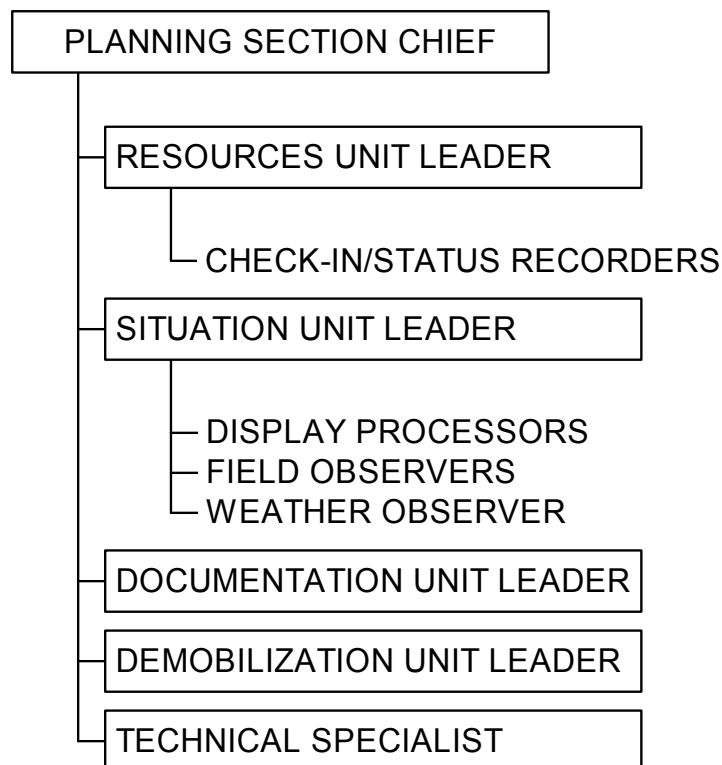 PLANNING SECTION CHIEF
RESOURCES UNIT LEADER
CHECK-IN/STATUS RECORDERS
SITUATION UNIT LEADER
DISPLAY PROCESSORS
FIELD OBSERVERS
WEATHER OBSERVER
DOCUMENTATION UNIT LEADER
DEMOBILIZATION UNIT LEADER
TECHNICAL SPECIALIST